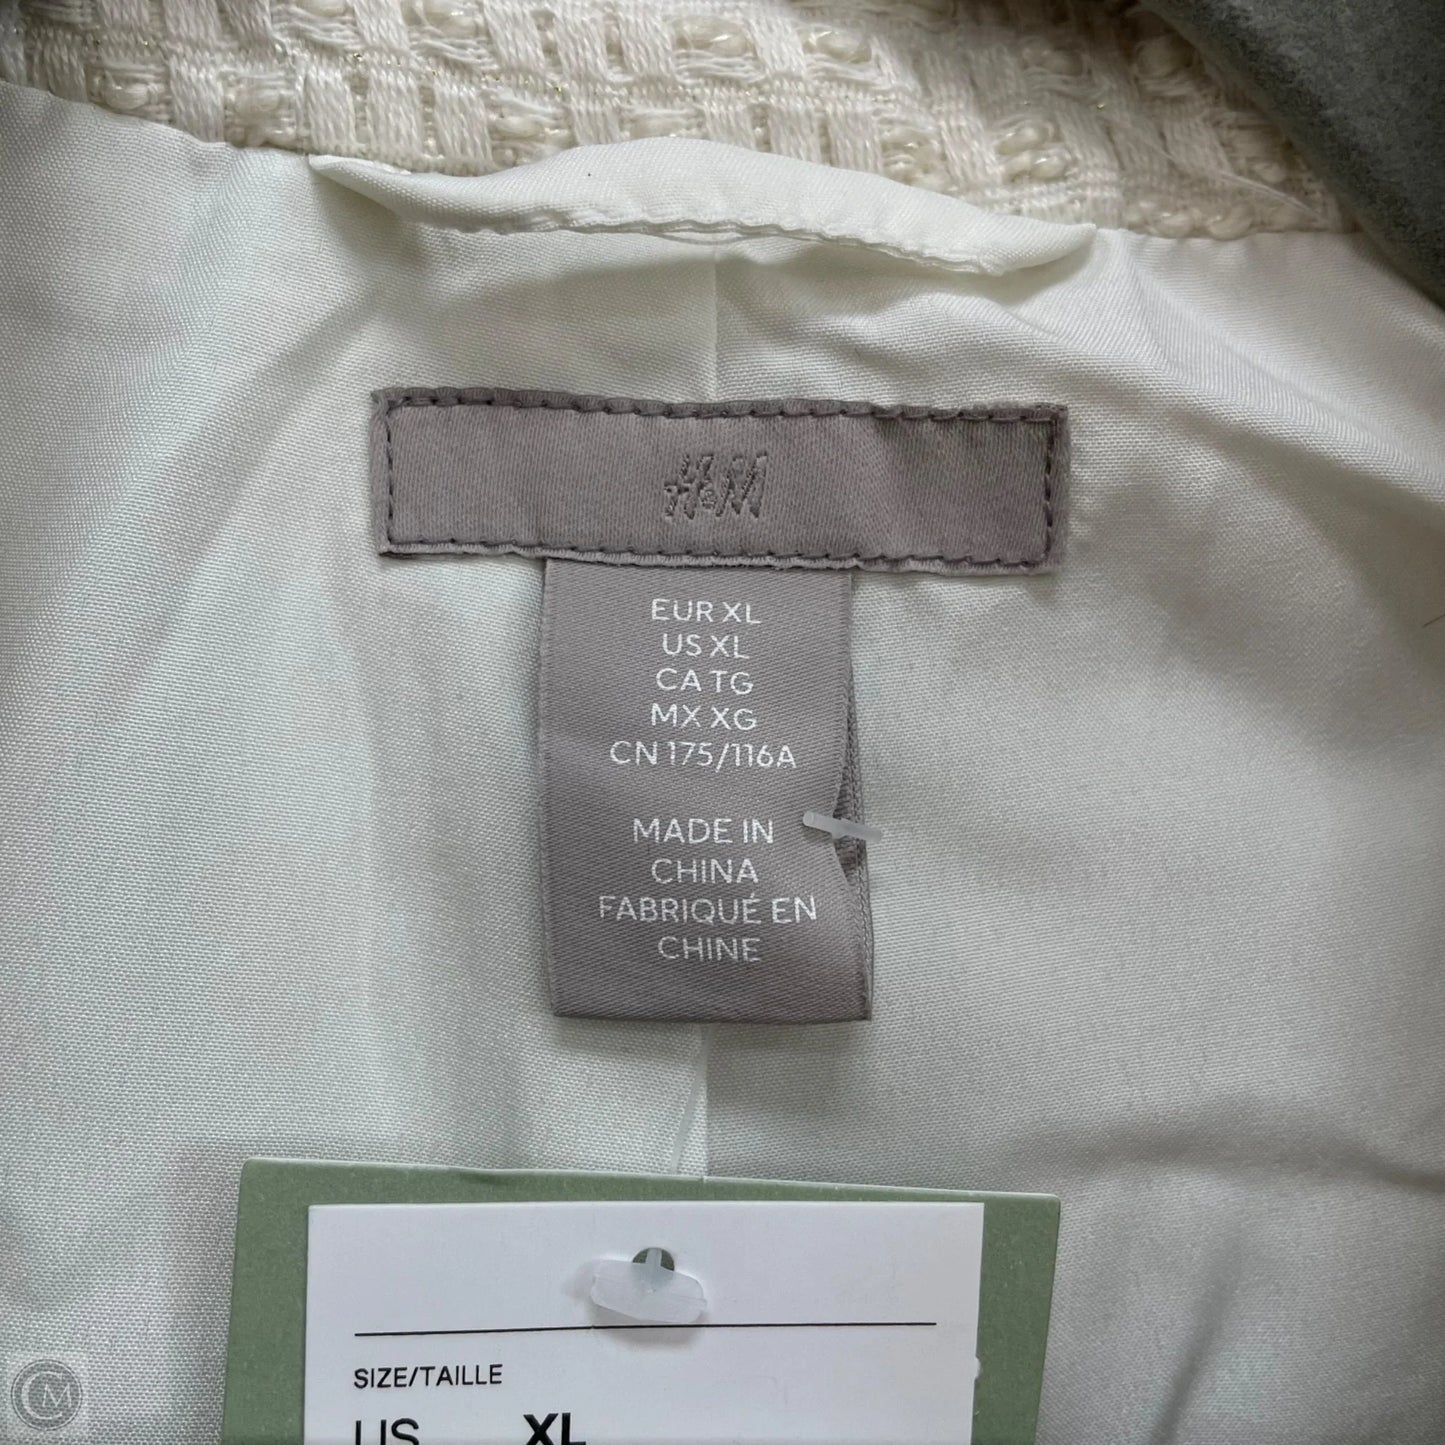 H&M
EUR XL
US XL
CA TG
MX XG
CN 175/116A
MADE IN
CHINA
FABRIQUÉ EN
CHINE
SIZE/TAILLE
US XL
CM